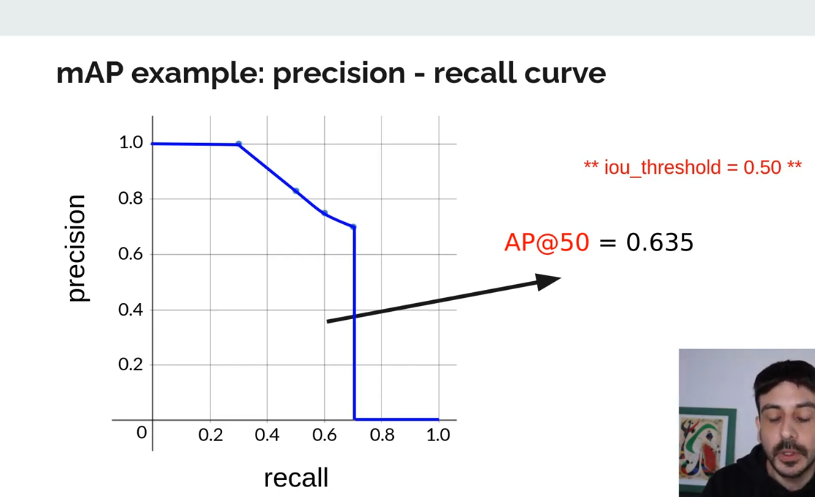 mAP example: precision - recall curve
** iou_threshold = 0.50 **
AP@50 = 0.635
precision
1.0
0.8
0.6
0.4
0.2
0
0.2
0.4
0.6
0.8
1.0
recall